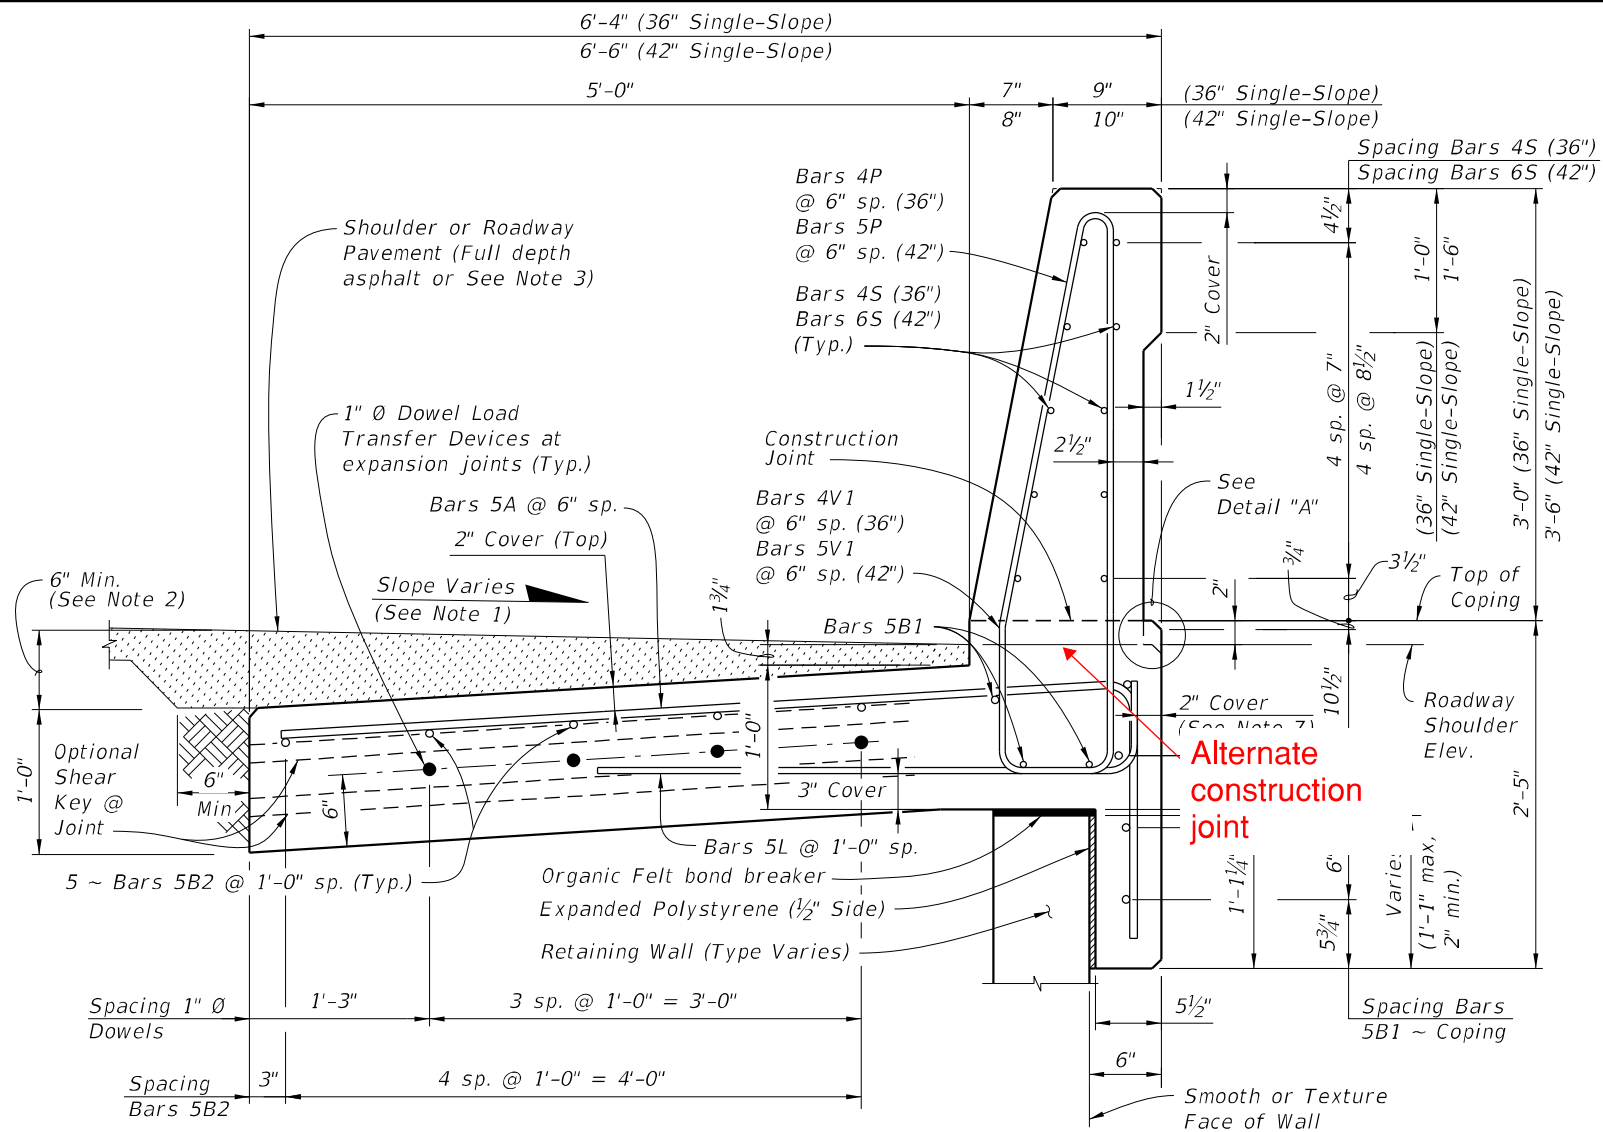 6'-4" (36" Single-Slope)
6'-6" (42" Single-Slope)
5'-0"
7"
8"
9"
10"
(36" Single-Slope)
(42" Single-Slope)
Spacing Bars 4S (36")
Spacing Bars 6S (42")
Bars 4P
@ 6" sp. (36")
Bars 5P
@ 6" sp. (42")
Bars 4S (36")
Bars 6S (42")
(Typ.)
Shoulder or Roadway
Pavement (Full depth
asphalt or See Note 3)
4½"
2" Cover
1'-0"
1'-6"
(36" Single-Slope)
(42" Single-Slope)
4 sp. @ 7"
4 sp. @ 8½"
3'-0" (36" Single-Slope)
3'-6" (42" Single-Slope)
1½"
2½"
1" Ø Dowel Load
Transfer Devices at
expansion joints (Typ.)
Construction
Joint
Bars 5A @ 6" sp.
2" Cover (Top)
Bars 4V1
@ 6" sp. (36")
Bars 5V1
@ 6" sp. (42")
See
Detail "A"
¾"
3½"
2"
Top of
Coping
6" Min.
(See Note 2)
Slope Varies
(See Note 1)
1¾"
Bars 5B1
2" Cover
(See Note 7)
10½"
Roadway
Shoulder
Elev.
Alternate
construction
joint
Optional
Shear
Key @
Joint
1'-0"
6"
Min
6"
1'-0"
3" Cover
2'-5"
Bars 5L @ 1'-0" sp.
5 ~ Bars 5B2 @ 1'-0" sp. (Typ.)
Organic Felt bond breaker
Expanded Polystyrene (½" Side)
Retaining Wall (Type Varies)
1'-1¼"
6"
5¾"
Varies
(1'-1" max,
2" min.)
Spacing 1" Ø
Dowels
1'-3"
3 sp. @ 1'-0" = 3'-0"
5½"
Spacing Bars
5B1 ~ Coping
Spacing
Bars 5B2
3"
4 sp. @ 1'-0" = 4'-0"
6"
Smooth or Texture
Face of Wall